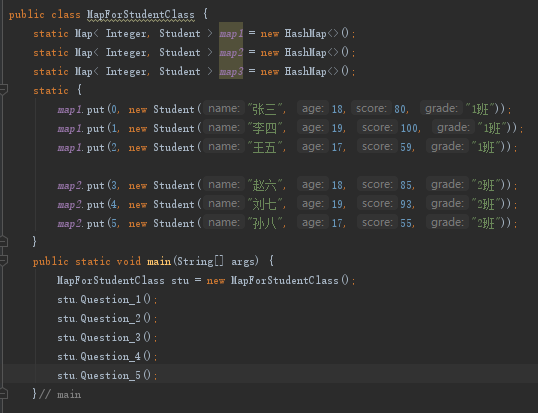 public class MapForStudentClass {
static Map< Integer, Student > map1 = new HashMap<>();
static Map< Integer, Student > map2 = new HashMap<>();
static Map< Integer, Student > map3 = new HashMap<>();
static {
map1.put(0, new Student( name: "张三", age: 18, score: 80, grade: "1班"));
map1.put(1, new Student( name: "李四", age: 19, score: 100, grade: "1班"));
map1.put(2, new Student( name: "王五", age: 17, score: 59, grade: "1班"));
map2.put(3, new Student( name: "赵六", age: 18, score: 85, grade: "2班"));
map2.put(4, new Student( name: "刘七", age: 19, score: 93, grade: "2班"));
map2.put(5, new Student( name: "孙八", age: 17, score: 55, grade: "2班"));
}
public static void main(String[] args) {
MapForStudentClass stu = new MapForStudentClass();
stu.Question_1();
stu.Question_2();
stu.Question_3();
stu.Question_4();
stu.Question_5();
}// main